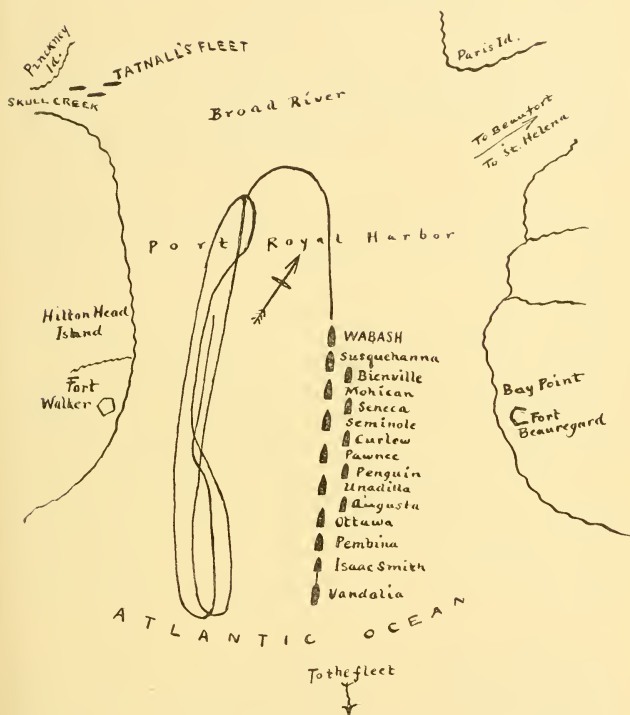 Pinckney
Id.
TATNALL'S FLEET
SKULL CREEK
Broad River
Paris Id.
To Beaufort
To St. Helena
Port Royal Harbor
Hilton Head
Island
Fort
Walker
WABASH
Susquehanna
Bienville
Mohican
Seneca
Seminole
Curlew
Pawnee
Penguin
Unadilla
Augusta
Ottawa
Pembina
Isaac Smith
Vandalia
Bay Point
Fort
Beauregard
ATLANTIC OCEAN
To the fleet